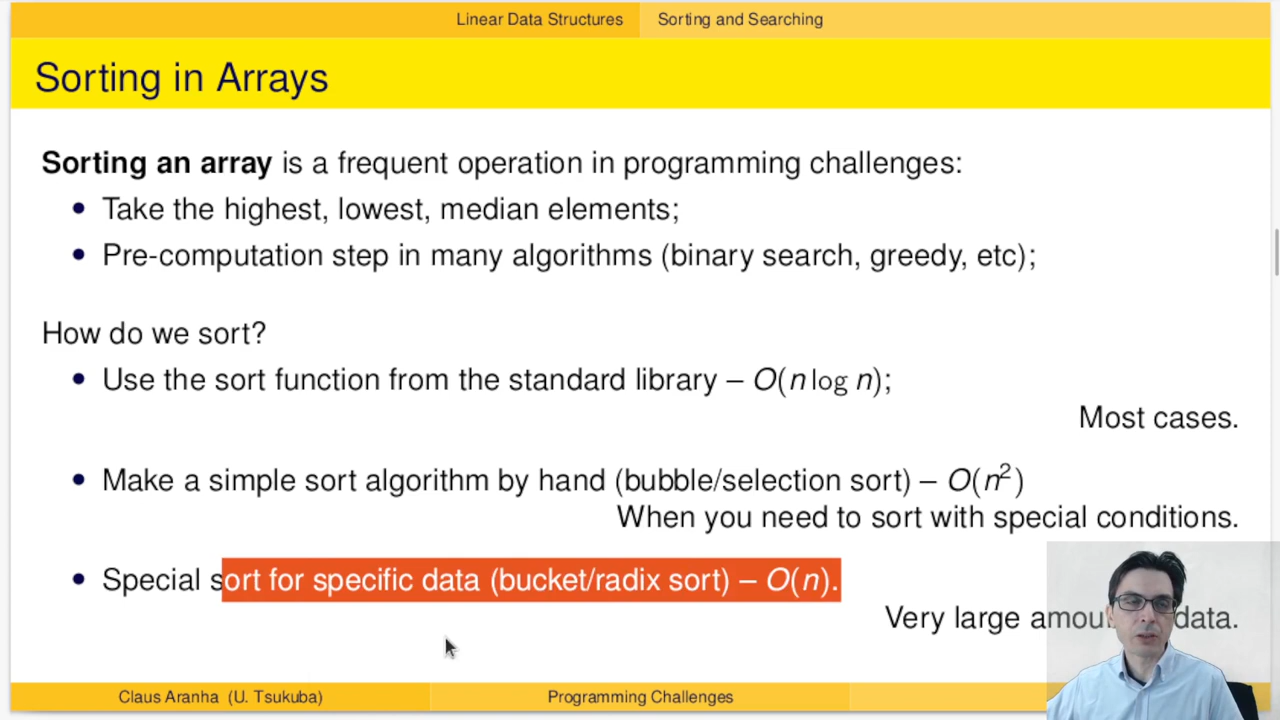 Linear Data Structures Sorting and Searching
Sorting in Arrays
Sorting an array is a frequent operation in programming challenges:
• Take the highest, lowest, median elements;
• Pre-computation step in many algorithms (binary search, greedy, etc);
How do we sort?
• Use the sort function from the standard library – O(n log n);
Most cases.
• Make a simple sort algorithm by hand (bubble/selection sort) – O(n²)
When you need to sort with special conditions.
• Special sort for specific data (bucket/radix sort) – O(n).
Very large data.
Claus Aranha (U. Tsukuba) Programming Challenges